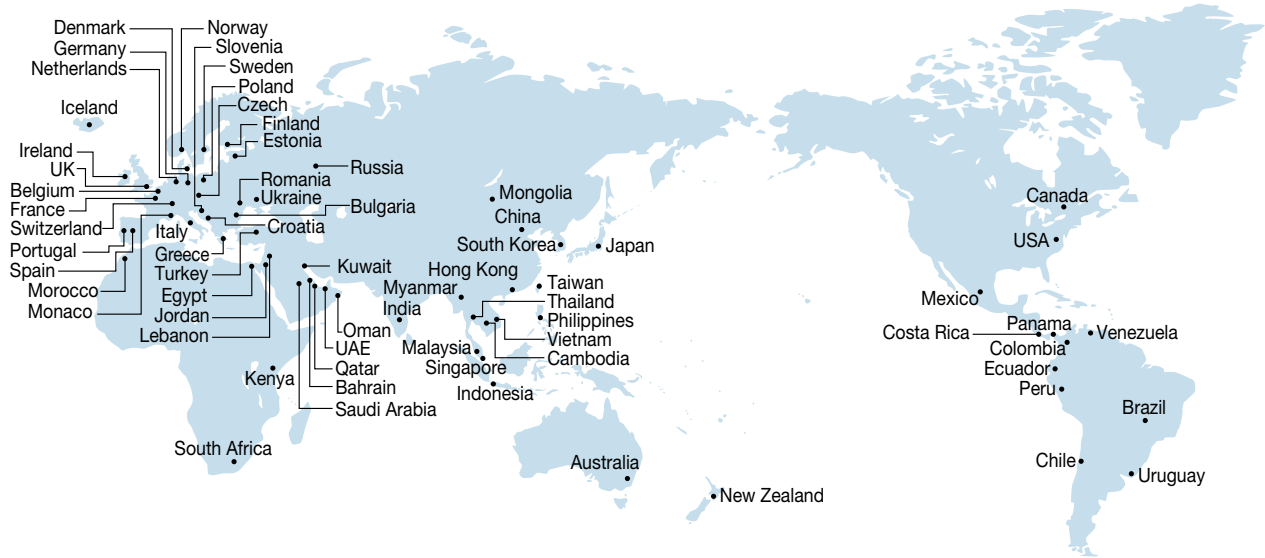 Denmark
Norway
Germany
Slovenia
Netherlands
Sweden
Poland
Iceland
Czech
Finland
Estonia
Ireland
UK
Russia
Belgium
Romania
Ukraine
France
Bulgaria
Switzerland
Italy
Croatia
Portugal
Greece
Spain
Turkey
Kuwait
Morocco
Egypt
Monaco
Jordan
Lebanon
Oman
UAE
Qatar
Bahrain
Saudi Arabia
Kenya
South Africa
Mongolia
China
South Korea
Japan
Hong Kong
Myanmar
India
Taiwan
Thailand
Philippines
Vietnam
Cambodia
Malaysia
Singapore
Indonesia
Australia
New Zealand
Canada
USA
Mexico
Costa Rica
Panama
Venezuela
Colombia
Ecuador
Peru
Brazil
Chile
Uruguay